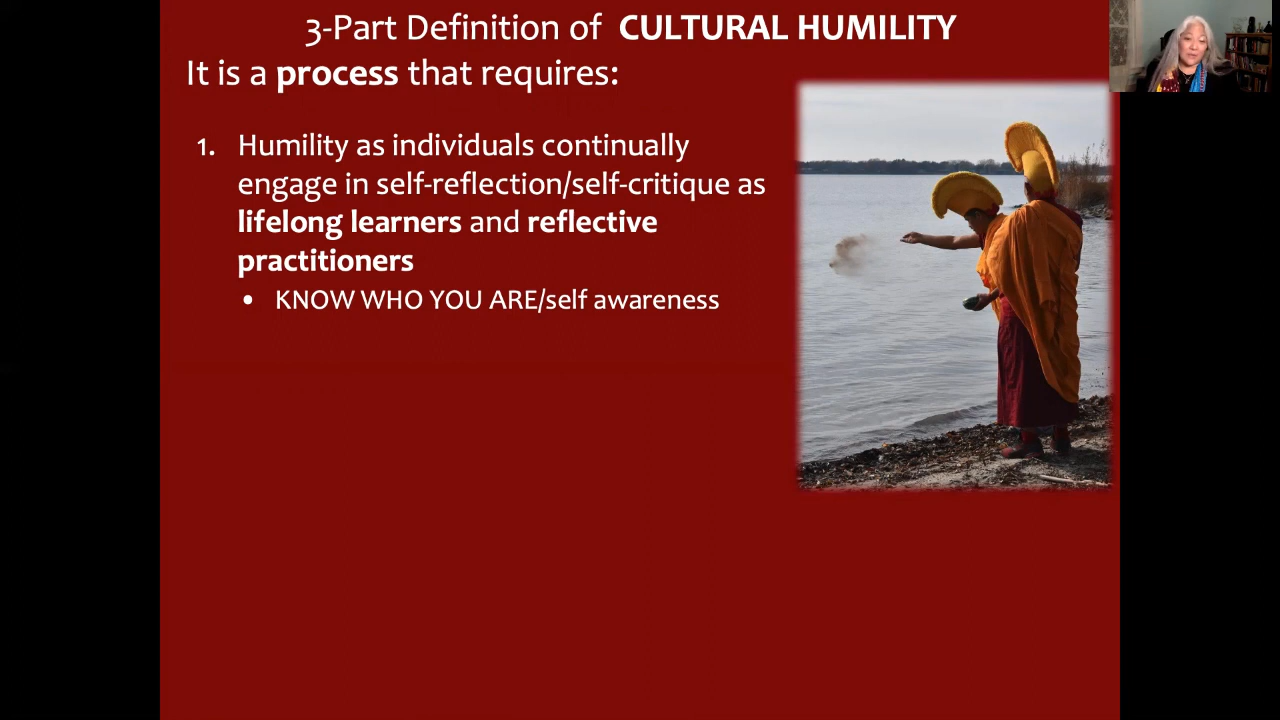 3-Part Definition of CULTURAL HUMILITY
It is a process that requires:
1. Humility as individuals continually
engage in self-reflection/self-critique as
lifelong learners and reflective
practitioners
• KNOW WHO YOU ARE/self awareness